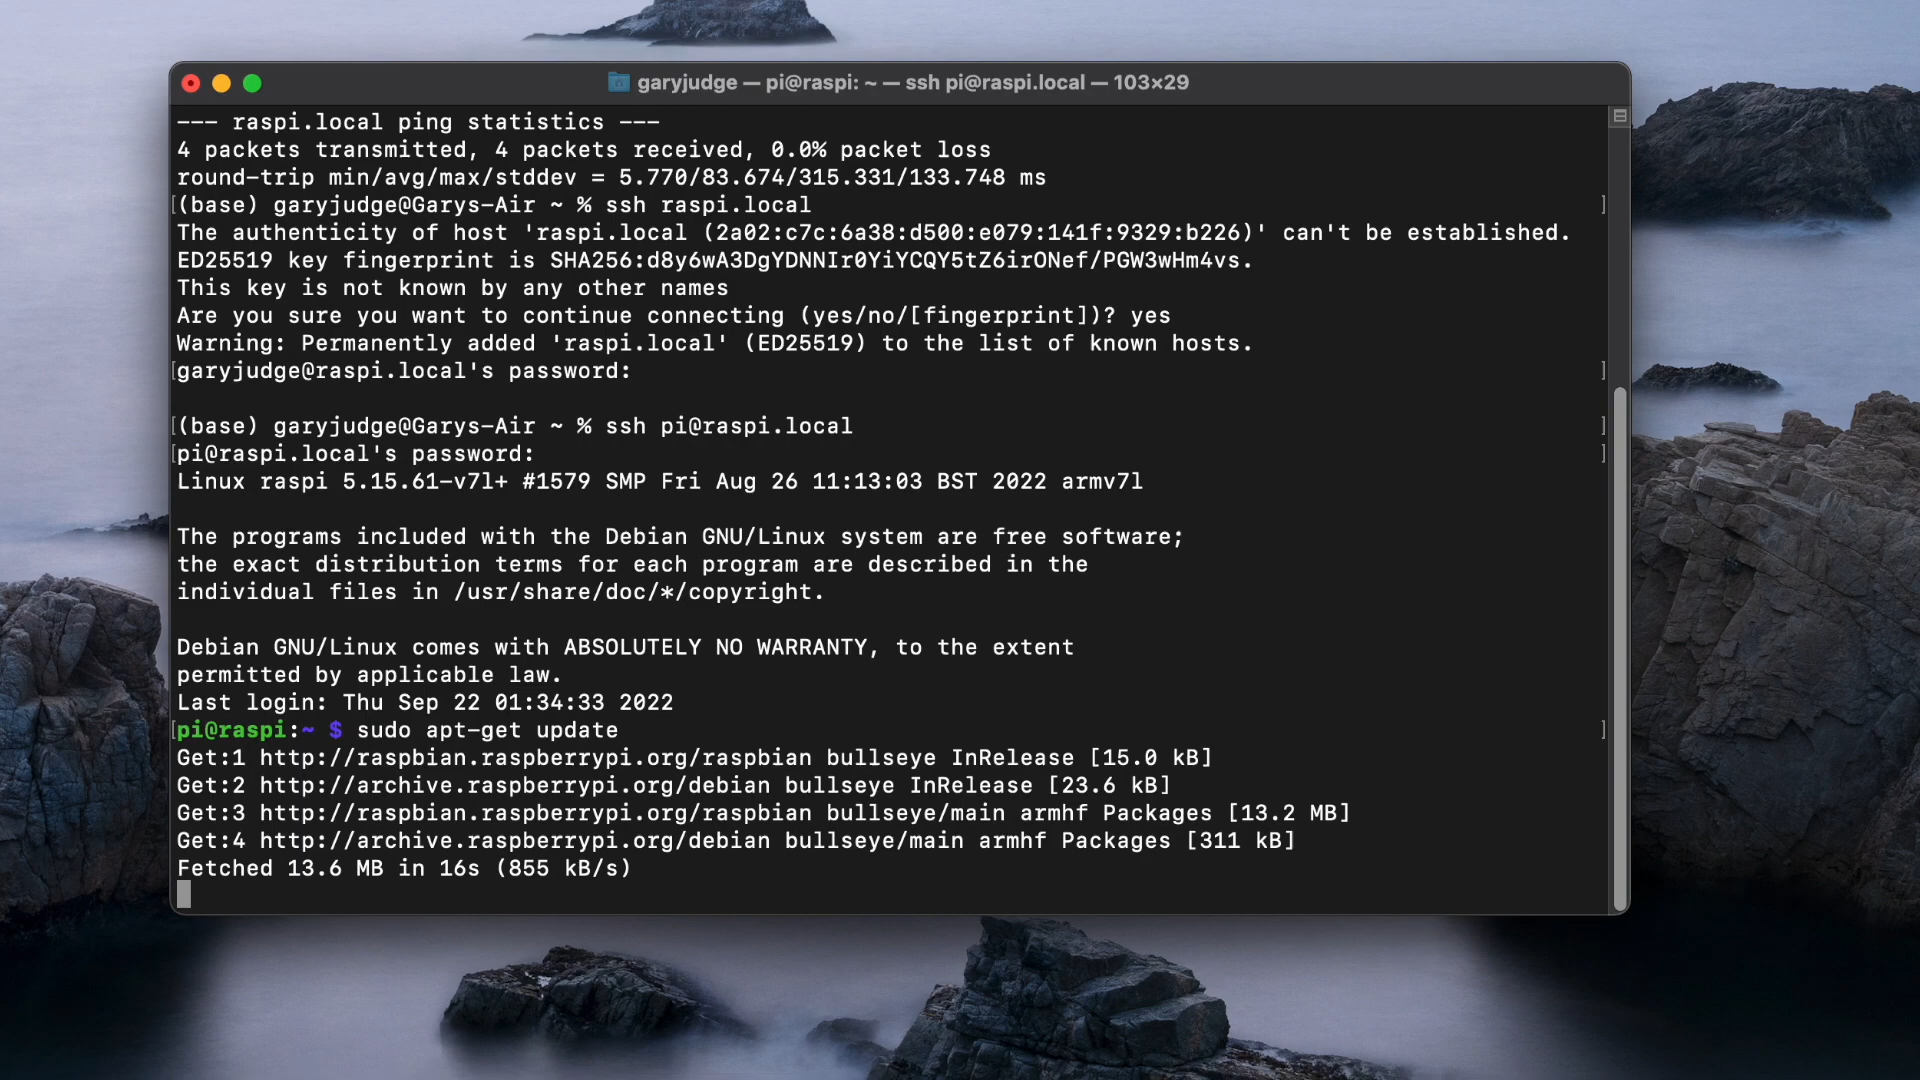 garyjudge — pi@raspi: ~ — ssh pi@raspi.local — 103×29
--- raspi.local ping statistics ---
4 packets transmitted, 4 packets received, 0.0% packet loss
round-trip min/avg/max/stddev = 5.770/83.674/315.331/133.748 ms
[(base) garyjudge@Garys-Air ~ % ssh raspi.local ]
The authenticity of host 'raspi.local (2a02:c7c:6a38:d500:e079:141f:9329:b226)' can't be established.
ED25519 key fingerprint is SHA256:d8y6wA3DgYDNNIr0YiYCQY5tZ6irONef/PGW3wHm4vs.
This key is not known by any other names
Are you sure you want to continue connecting (yes/no/[fingerprint])? yes
Warning: Permanently added 'raspi.local' (ED25519) to the list of known hosts.
[garyjudge@raspi.local's password: ]
[(base) garyjudge@Garys-Air ~ % ssh pi@raspi.local ]
[pi@raspi.local's password: ]
Linux raspi 5.15.61-v7l+ #1579 SMP Fri Aug 26 11:13:03 BST 2022 armv7l
The programs included with the Debian GNU/Linux system are free software;
the exact distribution terms for each program are described in the
individual files in /usr/share/doc/*/copyright.
Debian GNU/Linux comes with ABSOLUTELY NO WARRANTY, to the extent
permitted by applicable law.
Last login: Thu Sep 22 01:34:33 2022
[pi@raspi:~ $ sudo apt-get update ]
Get:1 http://raspbian.raspberrypi.org/raspbian bullseye InRelease [15.0 kB]
Get:2 http://archive.raspberrypi.org/debian bullseye InRelease [23.6 kB]
Get:3 http://raspbian.raspberrypi.org/raspbian bullseye/main armhf Packages [13.2 MB]
Get:4 http://archive.raspberrypi.org/debian bullseye/main armhf Packages [311 kB]
Fetched 13.6 MB in 16s (855 kB/s)